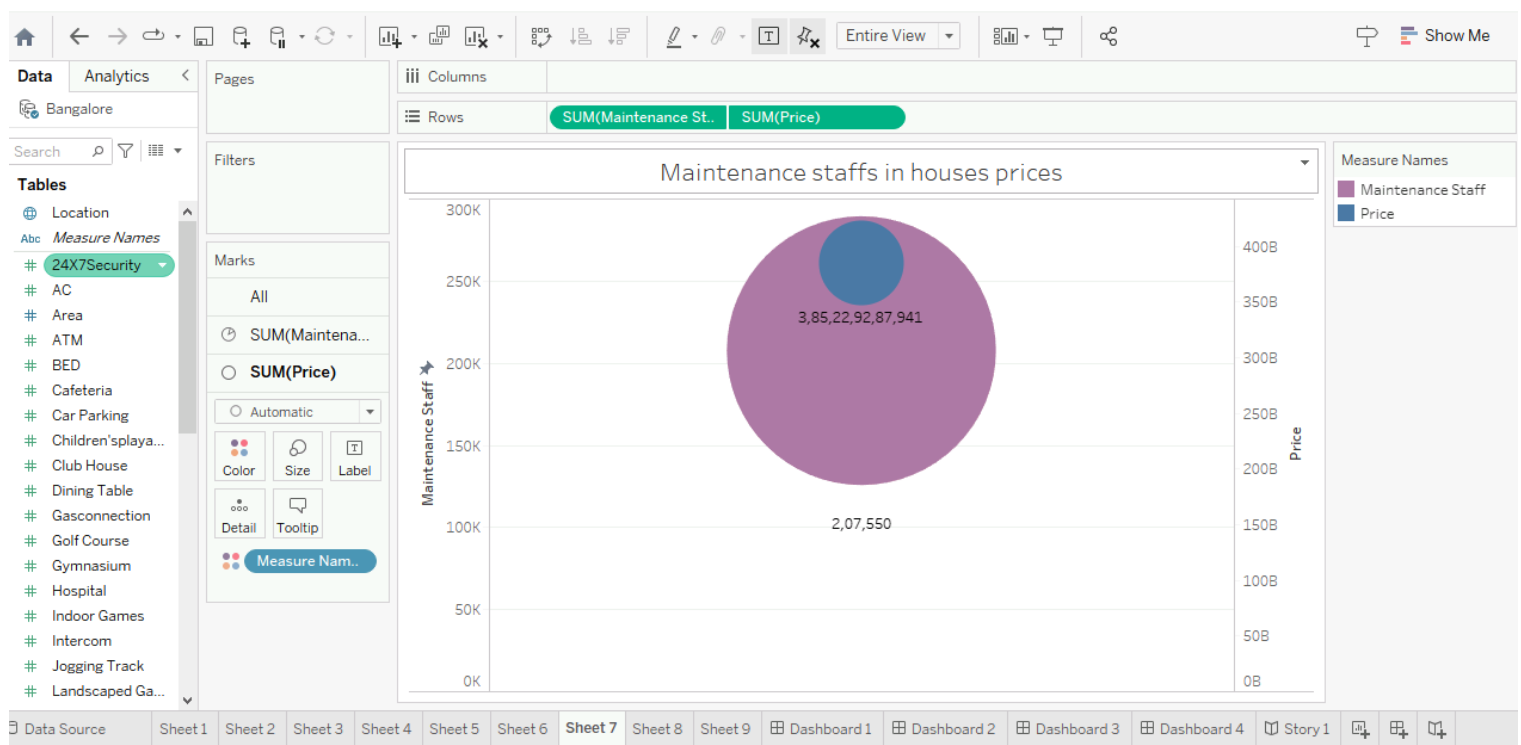 Entire View
Show Me
Data
Analytics
Bangalore
Search
Tables
Location
Abc Measure Names
24X7Security
AC
Area
ATM
BED
Cafeteria
Car Parking
Children'splaya...
Club House
Dining Table
Gasconnection
Golf Course
Gymnasium
Hospital
Indoor Games
Intercom
Jogging Track
Landscaped Ga...
Pages
Filters
Marks
All
SUM(Maintena...
SUM(Price)
Automatic
Color Size Label
Detail Tooltip
Measure Nam..
Columns
Rows
SUM(Maintenance St.. SUM(Price)
Maintenance staffs in houses prices
Maintenance Staff
300K
250K
200K
150K
100K
50K
0K
3,85,22,92,87,941
2,07,550
400B
350B
300B
250B
200B
150B
100B
50B
0B
Price
Measure Names
Maintenance Staff
Price
Data Source Sheet 1 Sheet 2 Sheet 3 Sheet 4 Sheet 5 Sheet 6 Sheet 7 Sheet 8 Sheet 9 Dashboard 1 Dashboard 2 Dashboard 3 Dashboard 4 Story 1